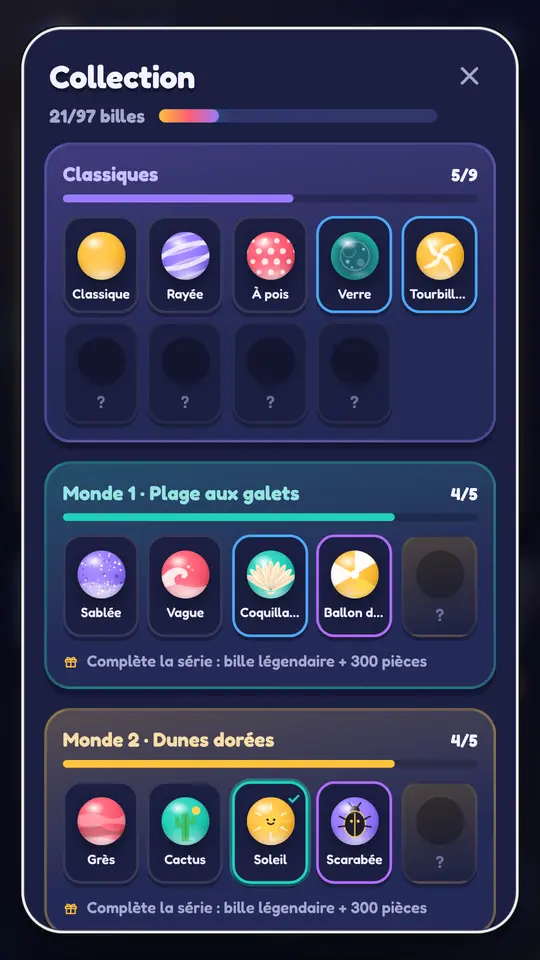 Collection
21/97 billes
Classiques 5/9
Classique Rayée À pois Verre Tourbill...
? ? ? ?
Monde 1 · Plage aux galets 4/5
Sablée Vague Coquilla... Ballon d... ?
Complète la série : bille légendaire + 300 pièces
Monde 2 · Dunes dorées 4/5
Grès Cactus Soleil Scarabée ?
Complète la série : bille légendaire + 300 pièces